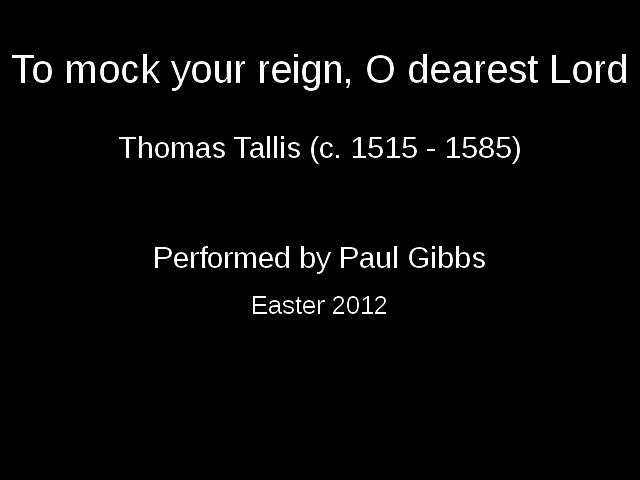 To mock your reign, O dearest Lord
Thomas Tallis (c. 1515 - 1585)
Performed by Paul Gibbs
Easter 2012